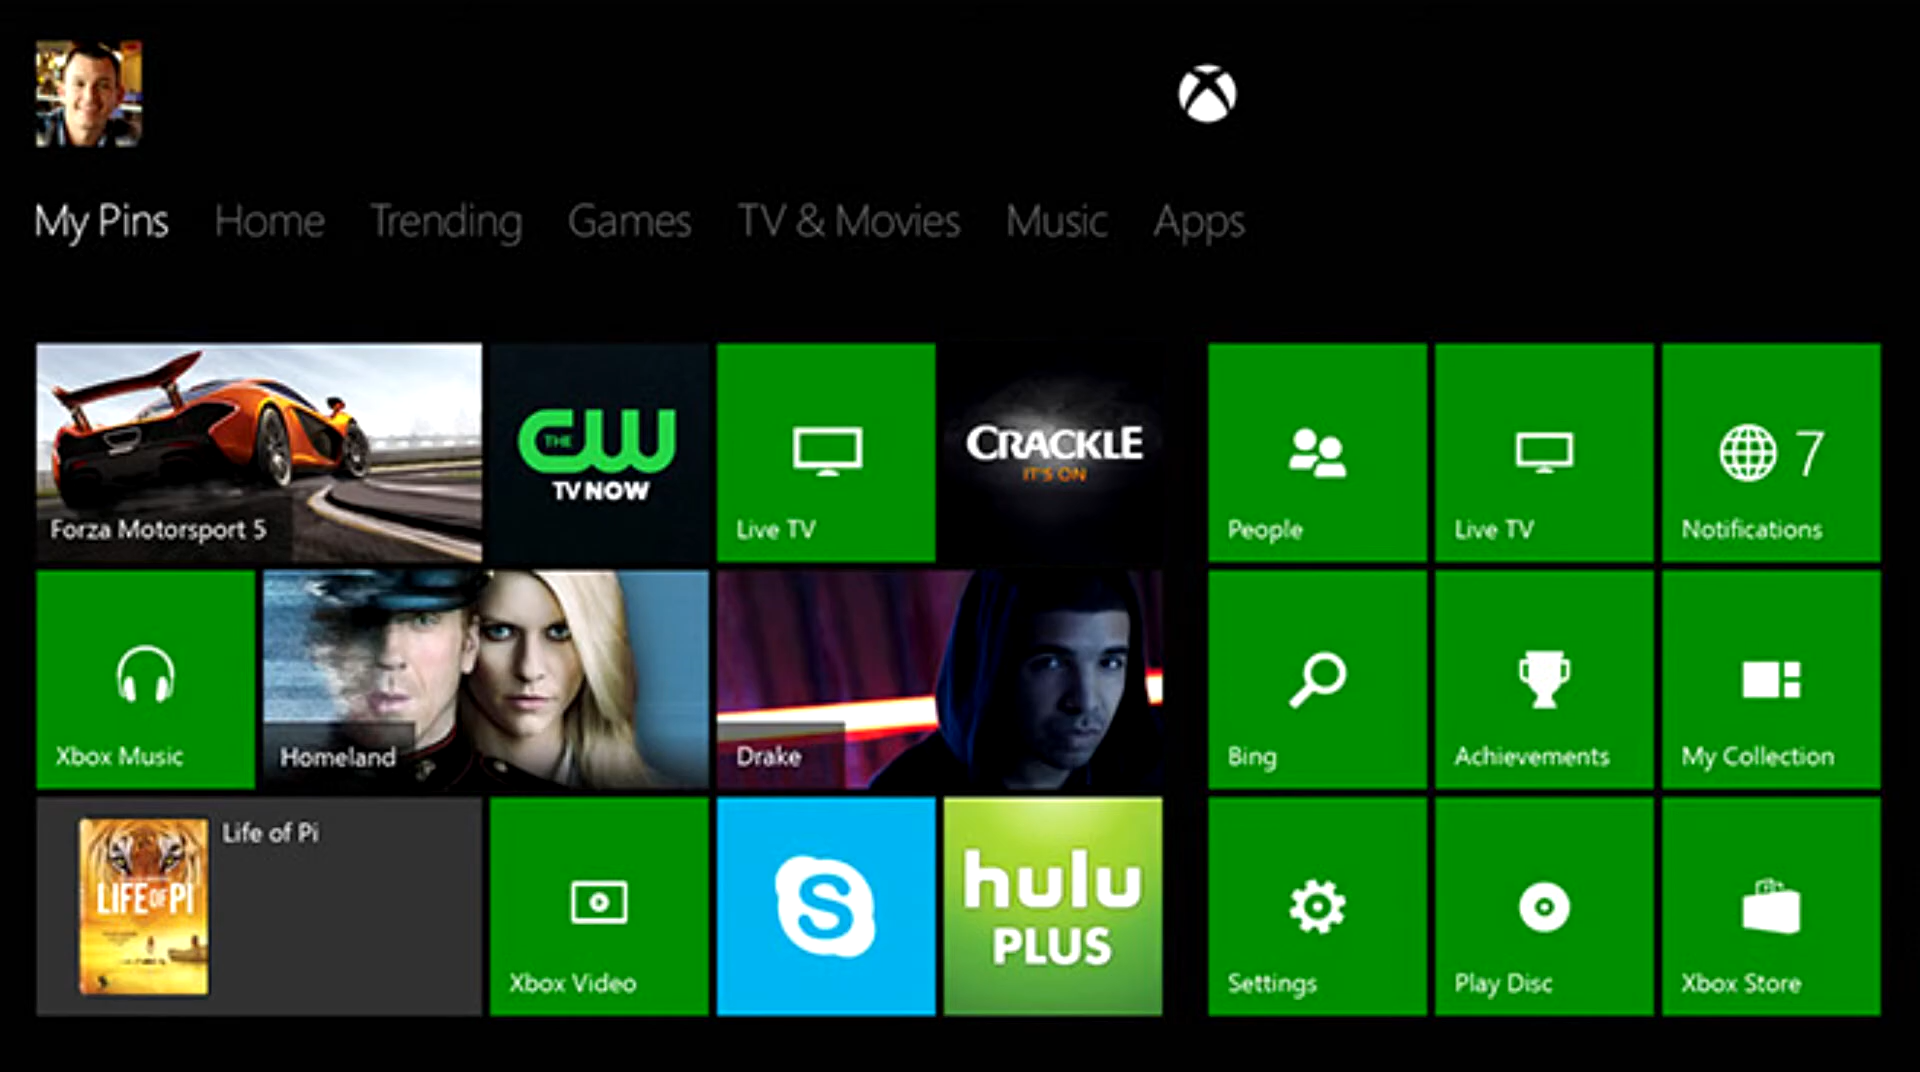 My Pins Home Trending Games TV & Movies Music Apps
Forza Motorsport 5
THE
CW
TV NOW
Live TV
CRACKLE
IT'S ON
People
Live TV
7
Notifications
Xbox Music
Homeland
Drake
Bing
Achievements
My Collection
Life of Pi
LIFE OF PI
Xbox Video
S
hulu
PLUS
Settings
Play Disc
Xbox Store